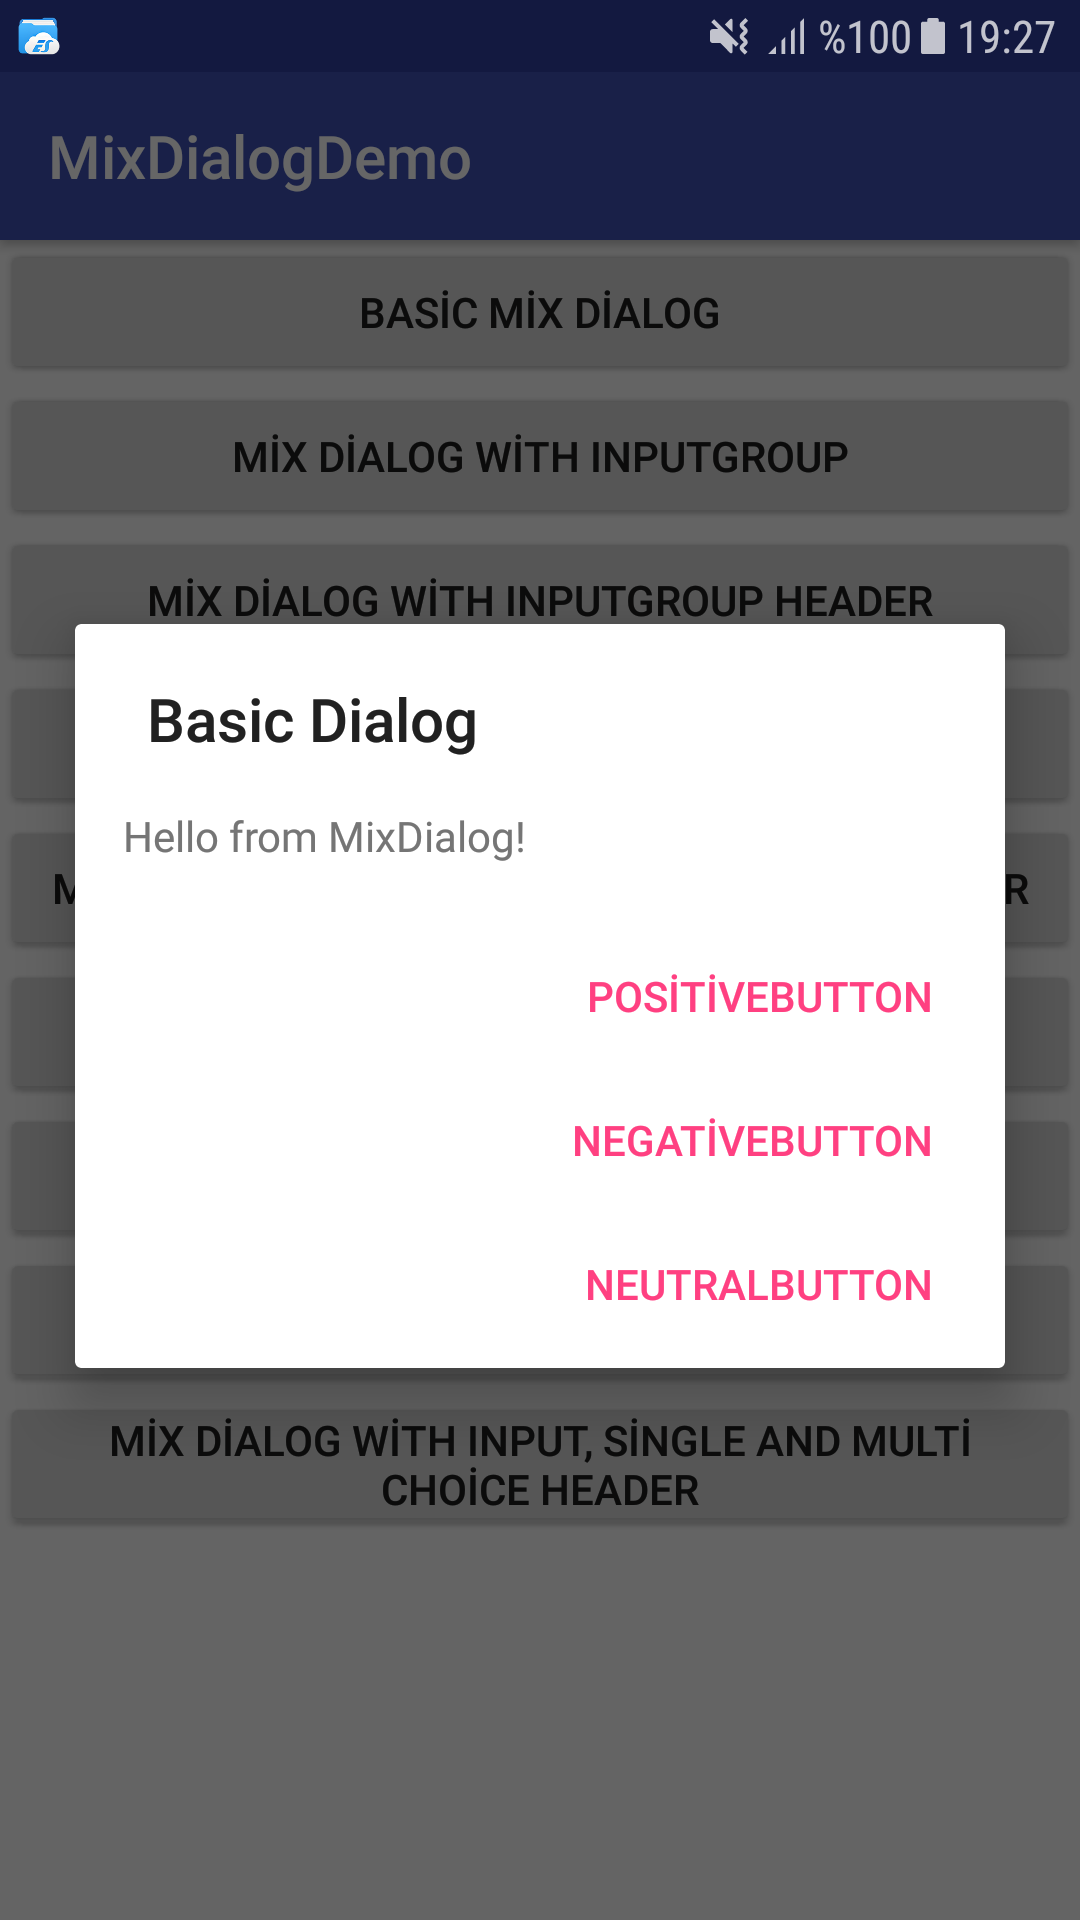 ES
%100 19:27
MixDialogDemo
BASİC MİX DİALOG
MİX DİALOG WİTH INPUTGROUP
MİX DİALOG WİTH INPUTGROUP HEADER
Basic Dialog
Hello from MixDialog!
POSİTİVEBUTTON
NEGATİVEBUTTON
NEUTRALBUTTON
MİX DİALOG WİTH INPUT, SİNGLE AND MULTİ
CHOİCE HEADER